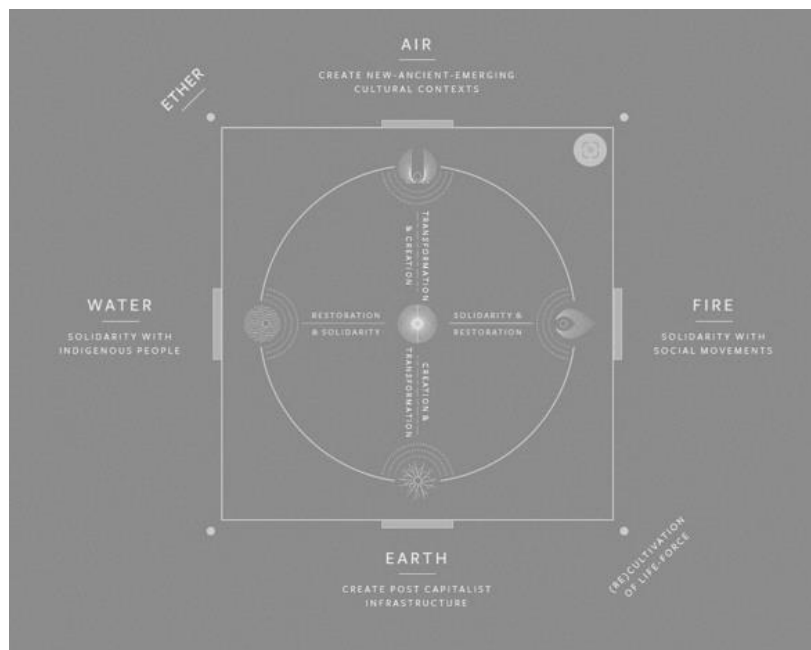 AIR
CREATE NEW-ANCIENT-EMERGING
CULTURAL CONTEXTS
ETHER
TRANSFORMATION
& CREATION
WATER
SOLIDARITY WITH
INDIGENOUS PEOPLE
RESTORATION
& SOLIDARITY
SOLIDARITY &
RESTORATION
FIRE
SOLIDARITY WITH
SOCIAL MOVEMENTS
CREATION &
TRANSFORMATION
EARTH
CREATE POST CAPITALIST
INFRASTRUCTURE
(RE)CULTIVATION
OF LIFE-FORCE